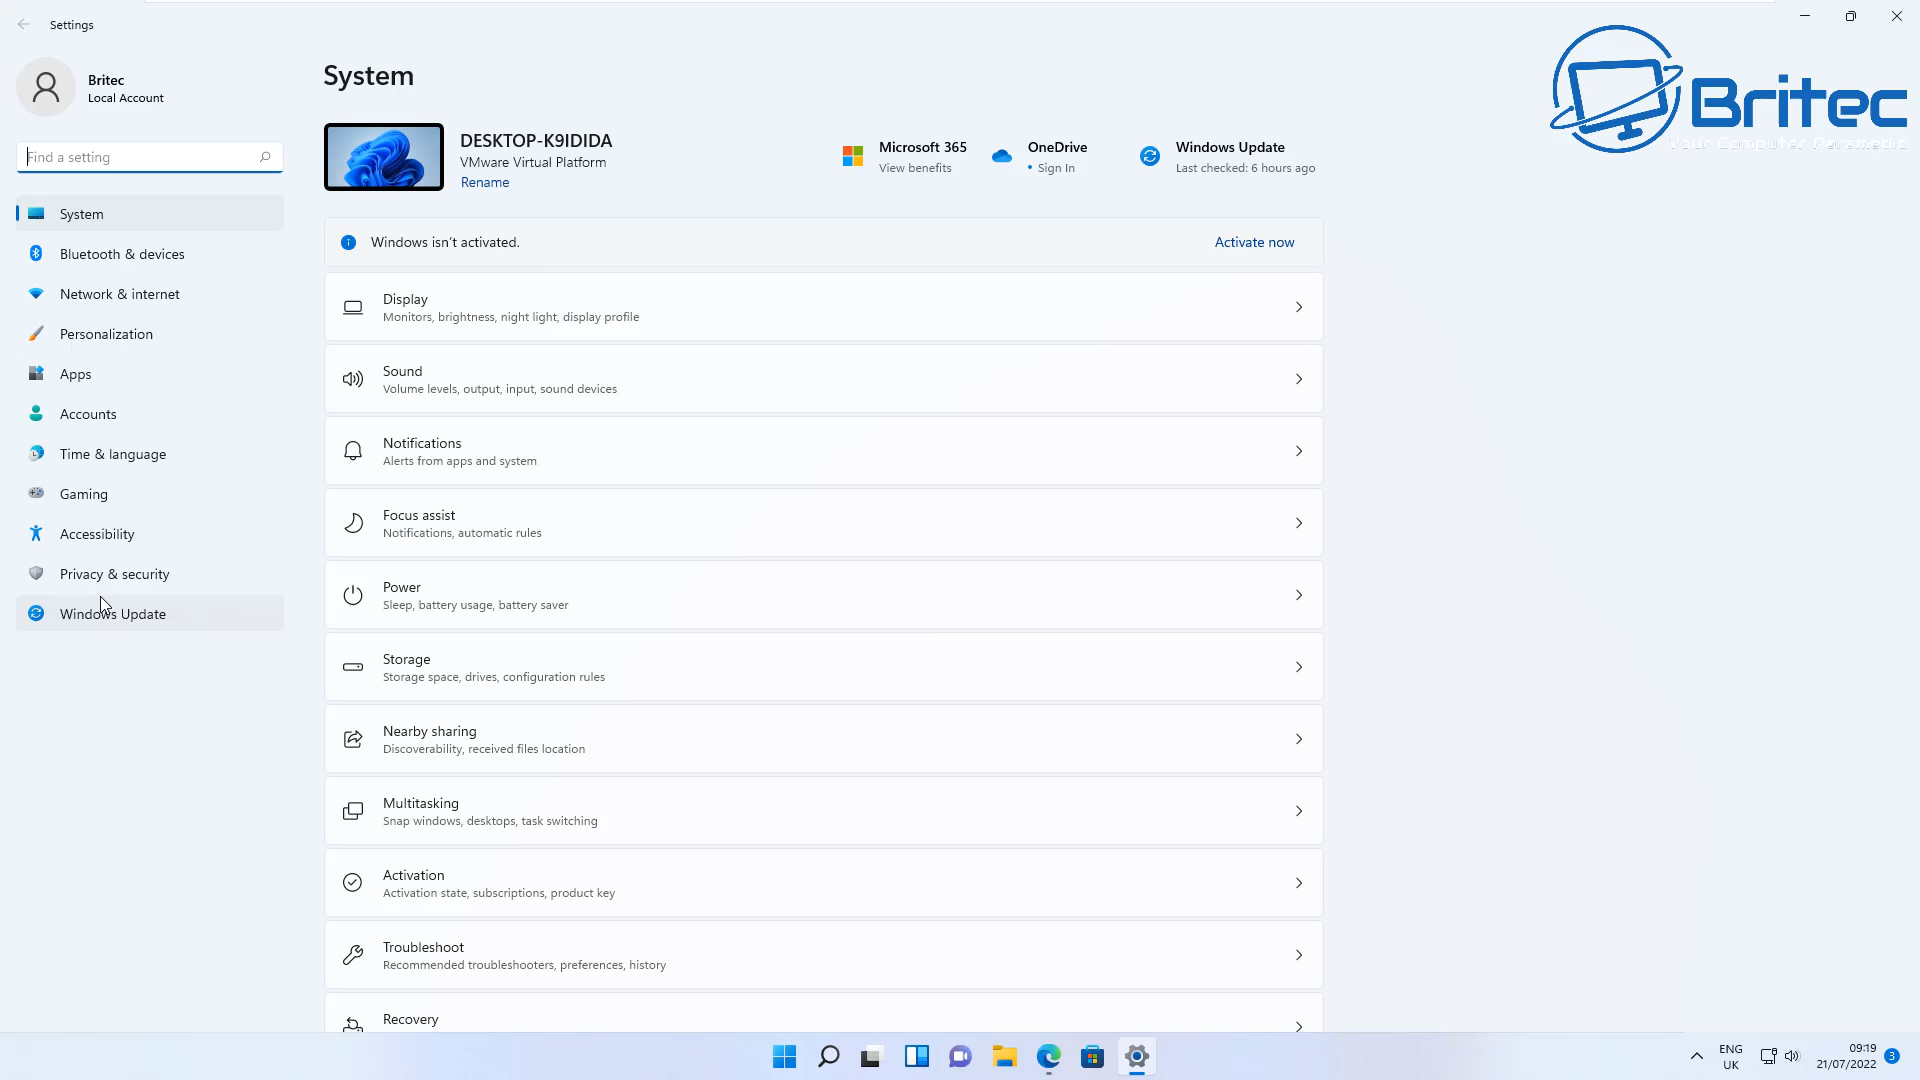 Settings
Britec
Local Account
Find a setting
System
Bluetooth & devices
Network & internet
Personalization
Apps
Accounts
Time & language
Gaming
Accessibility
Privacy & security
Windows Update
System
DESKTOP-K9IDIDA
VMware Virtual Platform
Rename
Microsoft 365
View benefits
OneDrive
• Sign In
Windows Update
Last checked: 6 hours ago
Windows isn't activated.
Activate now
Display
Monitors, brightness, night light, display profile
Sound
Volume levels, output, input, sound devices
Notifications
Alerts from apps and system
Focus assist
Notifications, automatic rules
Power
Sleep, battery usage, battery saver
Storage
Storage space, drives, configuration rules
Nearby sharing
Discoverability, received files location
Multitasking
Snap windows, desktops, task switching
Activation
Activation state, subscriptions, product key
Troubleshoot
Recommended troubleshooters, preferences, history
Recovery
Britec
Your Computer Paramedic
ENG
UK
09:19
21/07/2022
3